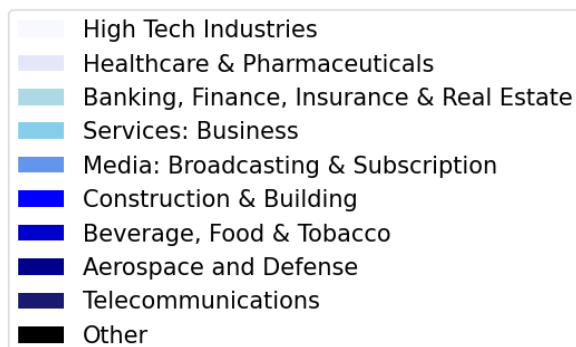 High Tech Industries
Healthcare & Pharmaceuticals
Banking, Finance, Insurance & Real Estate
Services: Business
Media: Broadcasting & Subscription
Construction & Building
Beverage, Food & Tobacco
Aerospace and Defense
Telecommunications
Other